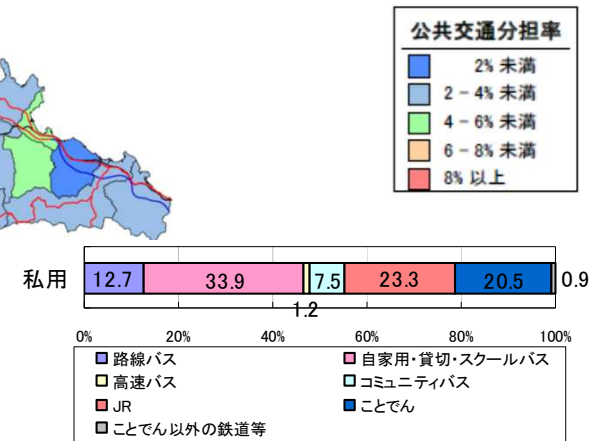 公共交通分担率
2% 未満
2 – 4% 未満
4 – 6% 未満
6 – 8% 未満
8% 以上
私用 12.7 33.9 7.5 23.3 20.5 0.9
1.2
0% 20% 40% 60% 80% 100%
路線バス 自家用・貸切・スクールバス
高速バス コミュニティバス
JR ことでん
ことでん以外の鉄道等